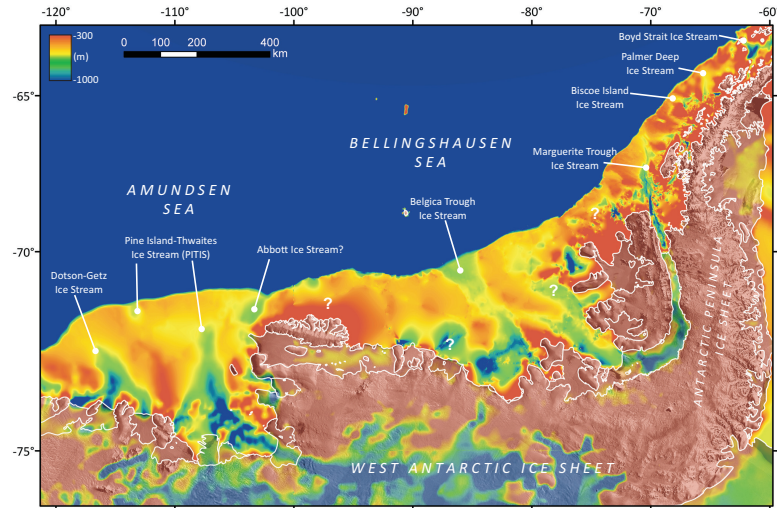 -120
-110
-100
-90
-80
-70
-60
-300
(m)
-1000
0 100 200 400
km
Boyd Strait Ice Stream
Palmer Deep
Ice Stream
Biscoe Island
Ice Stream
-65
BELLINGSHAUSEN
SEA
Marguerite Trough
Ice Stream
AMUNDSEN
SEA
Belgica Trough
Ice Stream
?
Pine Island-Thwaites
Ice Stream (PITIS)
Abbott Ice Stream?
-70
Dotson-Getz
Ice Stream
?
?
?
ANTARCTIC PENINSULA
ICE SHEET
-75
WEST ANTARCTIC ICE SHEET